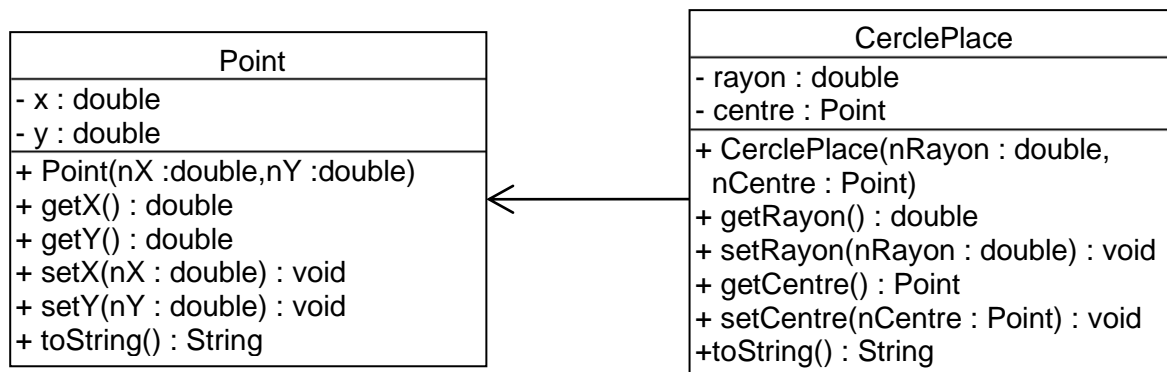 Point
- x : double
- y : double
+ Point(nX :double,nY :double)
+ getX() : double
+ getY() : double
+ setX(nX : double) : void
+ setY(nY : double) : void
+ toString() : String
CerclePlace
- rayon : double
- centre : Point
+ CerclePlace(nRayon : double,
nCentre : Point)
+ getRayon() : double
+ setRayon(nRayon : double) : void
+ getCentre() : Point
+ setCentre(nCentre : Point) : void
+toString() : String